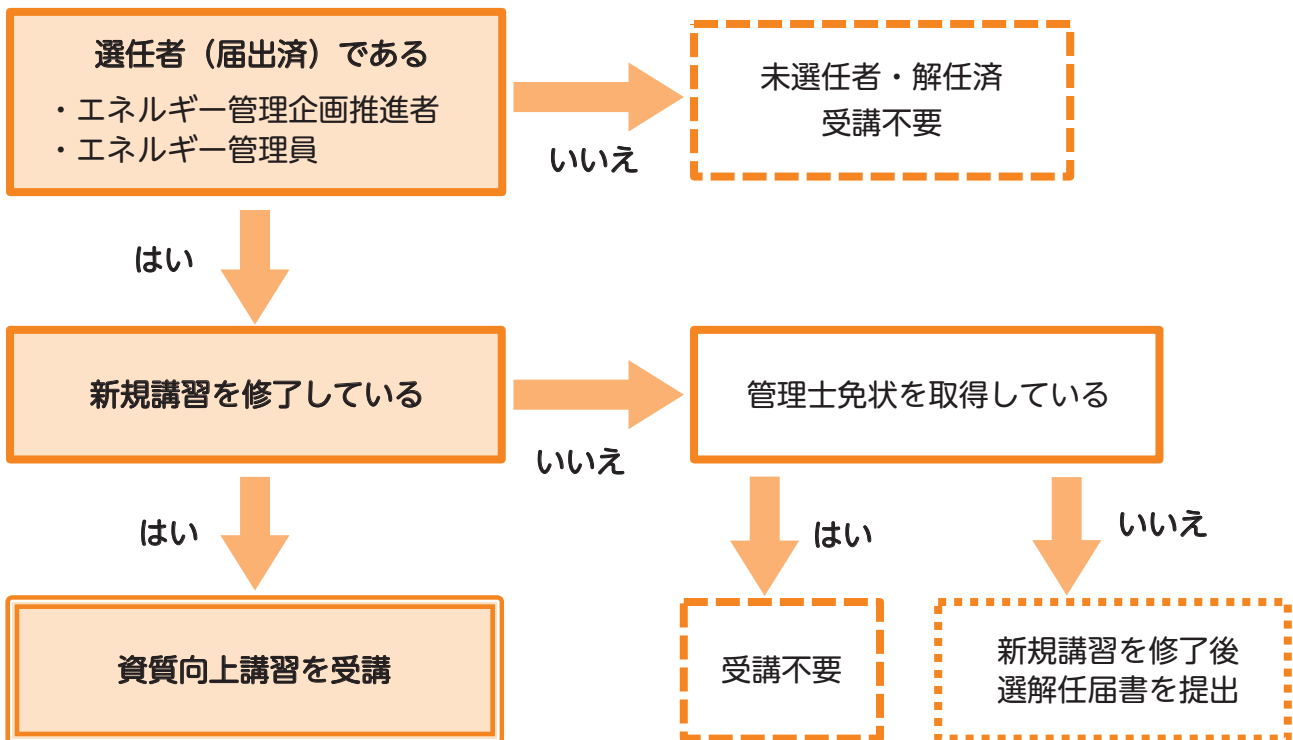 選任者（届出済）である
・エネルギー管理企画推進者
・エネルギー管理員
いいえ
未選任者・解任済
受講不要
はい
新規講習を修了している
いいえ
管理士免状を取得している
はい
はい
いいえ
資質向上講習を受講
受講不要
新規講習を修了後
選解任届書を提出